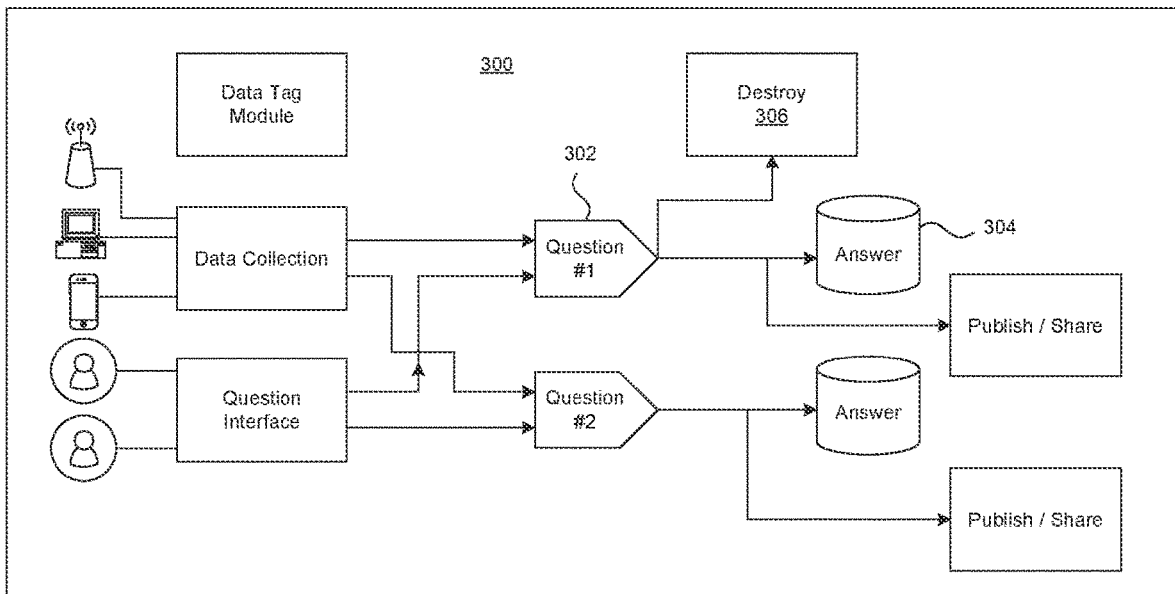 300
Data Tag
Module
Destroy
306
302
304
Data Collection
Question
#1
Answer
Publish / Share
Question
Interface
Question
#2
Answer
Publish / Share